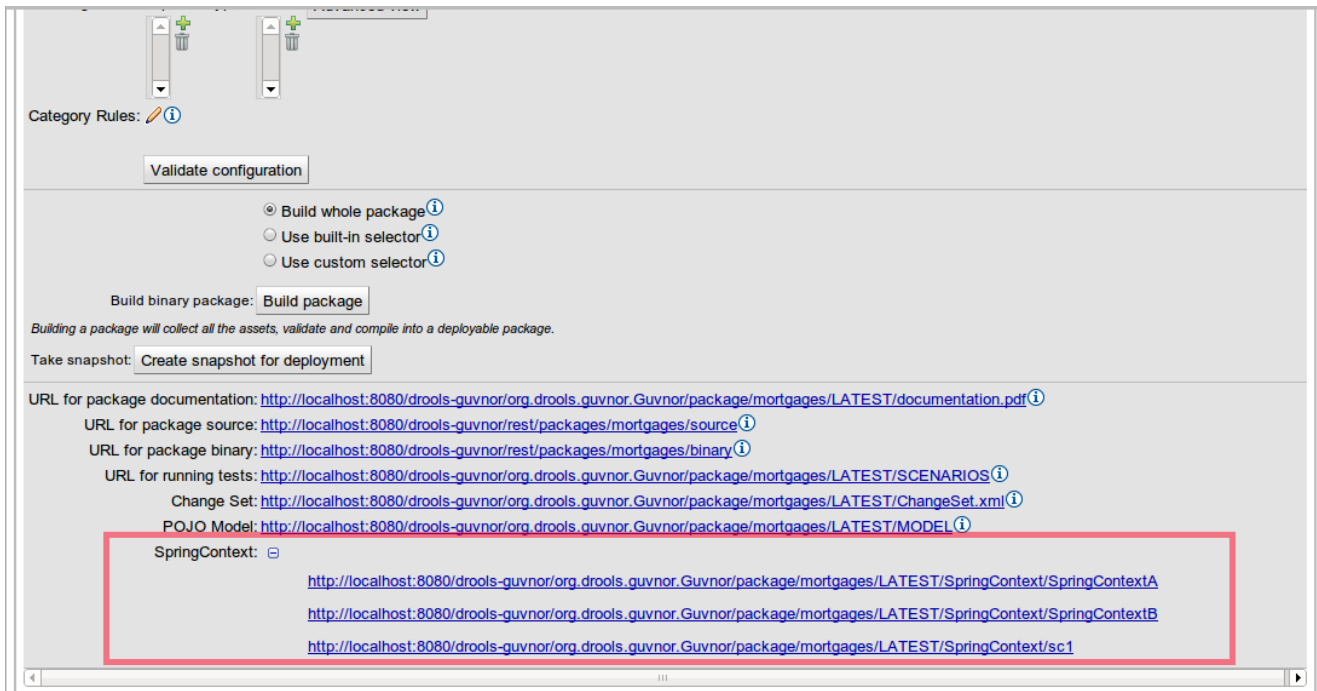 Category Rules:
Validate configuration
Build whole package
Use built-in selector
Use custom selector
Build binary package: Build package
Building a package will collect all the assets, validate and compile into a deployable package.
Take snapshot: Create snapshot for deployment
URL for package documentation: http://localhost:8080/drools-guvnor/org.drools.guvnor.Guvnor/package/mortgages/LATEST/documentation.pdf
URL for package source: http://localhost:8080/drools-guvnor/rest/packages/mortgages/source
URL for package binary: http://localhost:8080/drools-guvnor/rest/packages/mortgages/binary
URL for running tests: http://localhost:8080/drools-guvnor/org.drools.guvnor.Guvnor/package/mortgages/LATEST/SCENARIOS
Change Set: http://localhost:8080/drools-guvnor/org.drools.guvnor.Guvnor/package/mortgages/LATEST/ChangeSet.xml
POJO Model: http://localhost:8080/drools-guvnor/org.drools.guvnor.Guvnor/package/mortgages/LATEST/MODEL
SpringContext:
http://localhost:8080/drools-guvnor/org.drools.guvnor.Guvnor/package/mortgages/LATEST/SpringContext/SpringContextA
http://localhost:8080/drools-guvnor/org.drools.guvnor.Guvnor/package/mortgages/LATEST/SpringContext/SpringContextB
http://localhost:8080/drools-guvnor/org.drools.guvnor.Guvnor/package/mortgages/LATEST/SpringContext/sc1